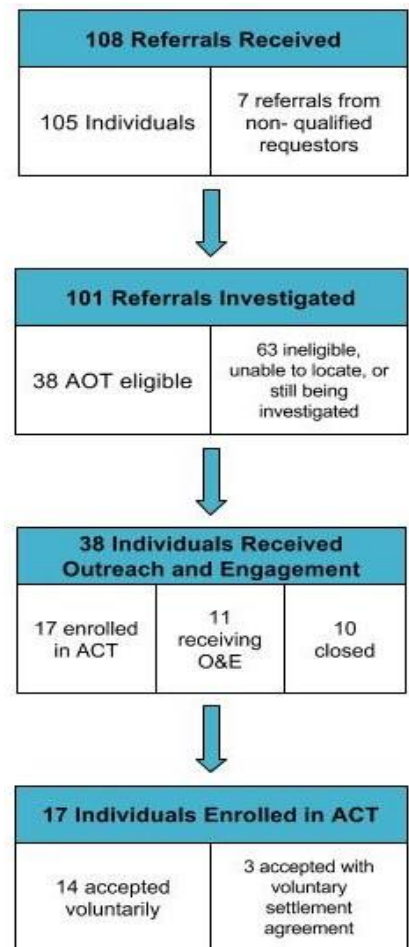 108 Referrals Received
105 Individuals
7 referrals from
non- qualified
requestors
101 Referrals Investigated
38 AOT eligible
63 ineligible,
unable to locate, or
still being
investigated
38 Individuals Received
Outreach and Engagement
17 enrolled
in ACT
11
receiving
O&E
10
closed
17 Individuals Enrolled in ACT
14 accepted
voluntarily
3 accepted with
voluntary
settlement
agreement